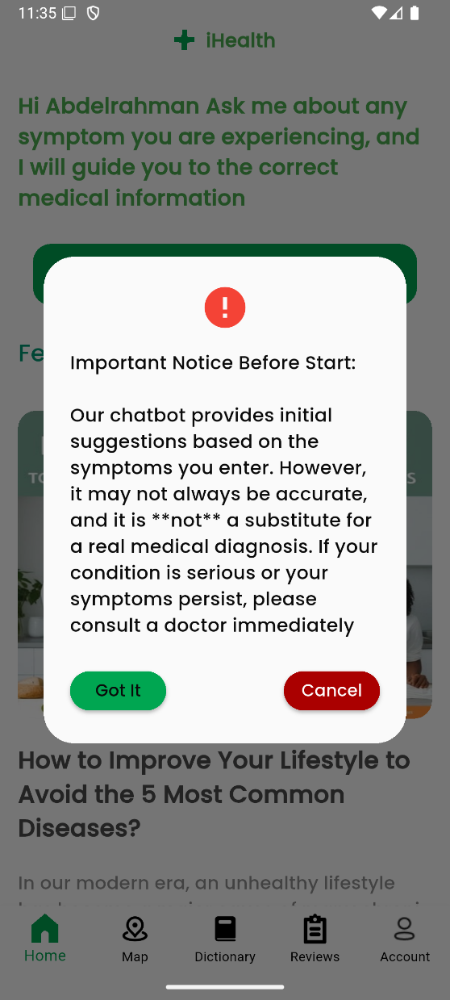 11:35
iHealth
Hi Abdelrahman Ask me about any
symptom you are experiencing, and
I will guide you to the correct
medical information
Important Notice Before Start:
Our chatbot provides initial
suggestions based on the
symptoms you enter. However,
it may not always be accurate,
and it is **not** a substitute for
a real medical diagnosis. If your
condition is serious or your
symptoms persist, please
consult a doctor immediately
Got It
Cancel
How to Improve Your Lifestyle to
Avoid the 5 Most Common
Diseases?
In our modern era, an unhealthy lifestyle
Home
Map
Dictionary
Reviews
Account